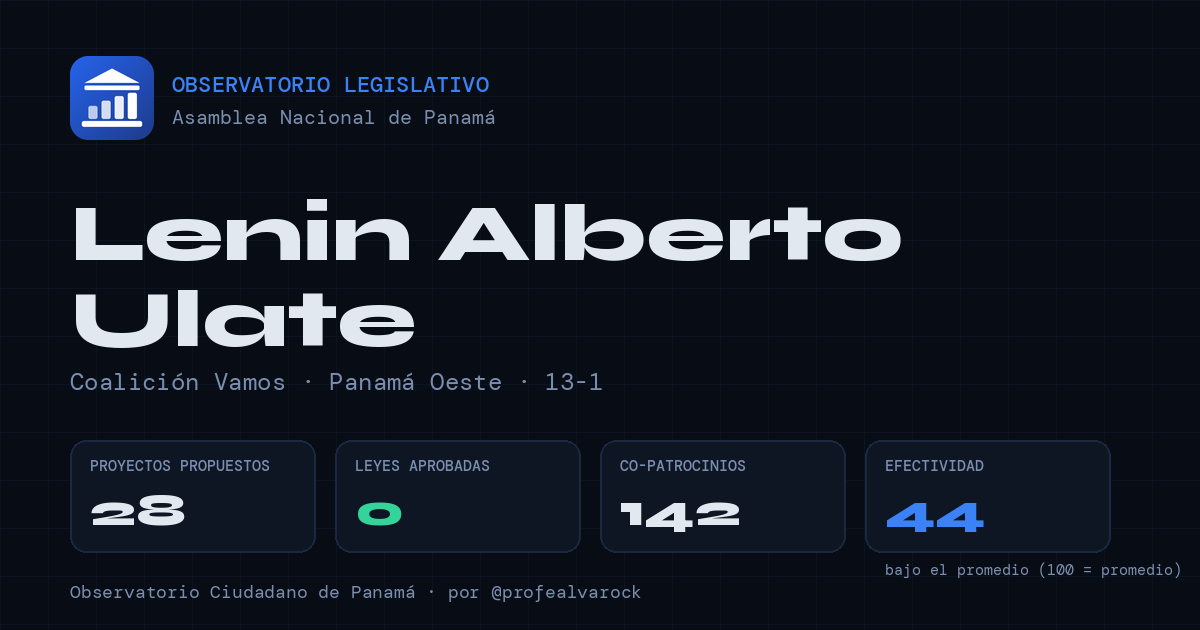 OBSERVATORIO LEGISLATIVO
Asamblea Nacional de Panamá
Lenin Alberto
Ulate
Coalición Vamos · Panamá Oeste · 13-1
PROYECTOS PROPUESTOS
28
LEYES APROBADAS
0
CO-PATROCINIOS
142
EFECTIVIDAD
44
bajo el promedio (100 = promedio)
Observatorio Ciudadano de Panamá · por @profealvarock